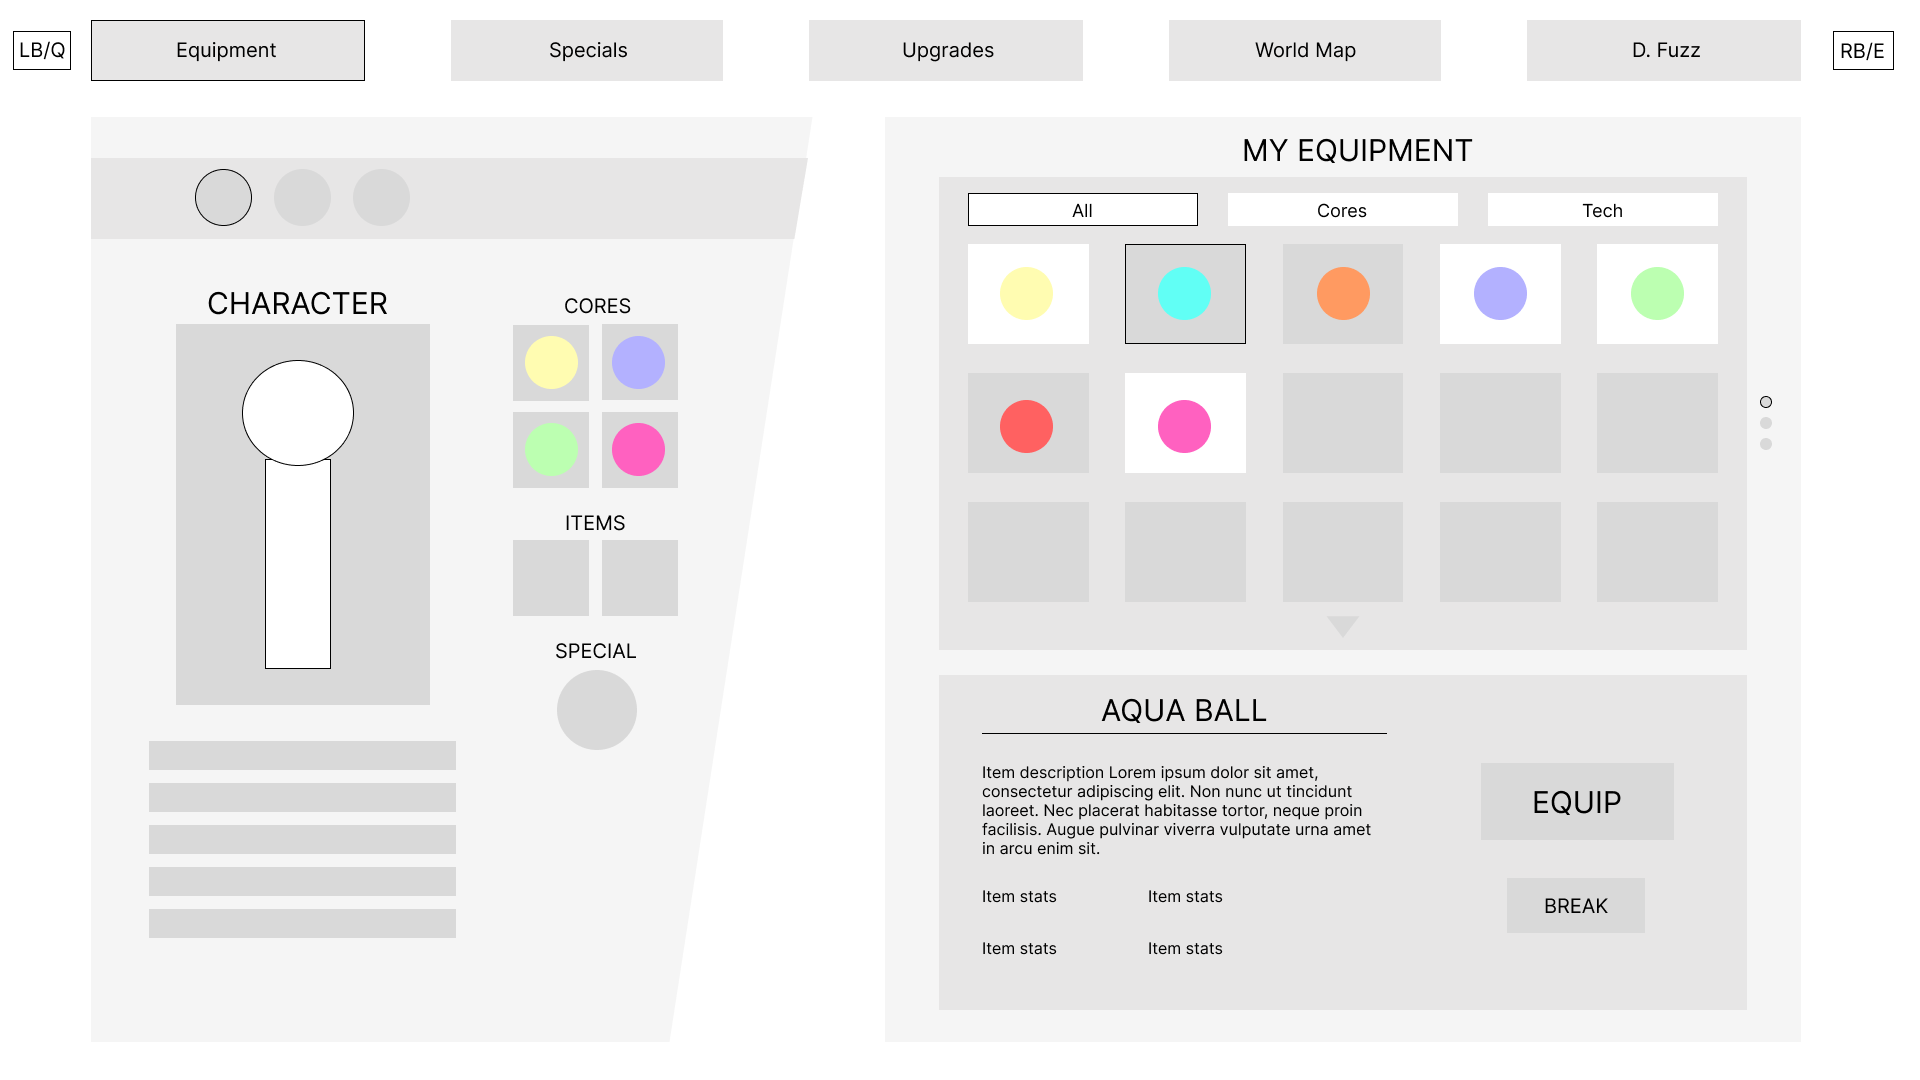 LB/Q
Equipment
Specials
Upgrades
World Map
D. Fuzz
RB/E
CHARACTER
CORES
ITEMS
SPECIAL
MY EQUIPMENT
All
Cores
Tech
AQUA BALL
Item description Lorem ipsum dolor sit amet,
consectetur adipiscing elit. Non nunc ut tincidunt
laoreet. Nec placerat habitasse tortor, neque proin
facilisis. Augue pulvinar viverra vulputate urna amet
in arcu enim sit.
Item stats
Item stats
Item stats
Item stats
EQUIP
BREAK